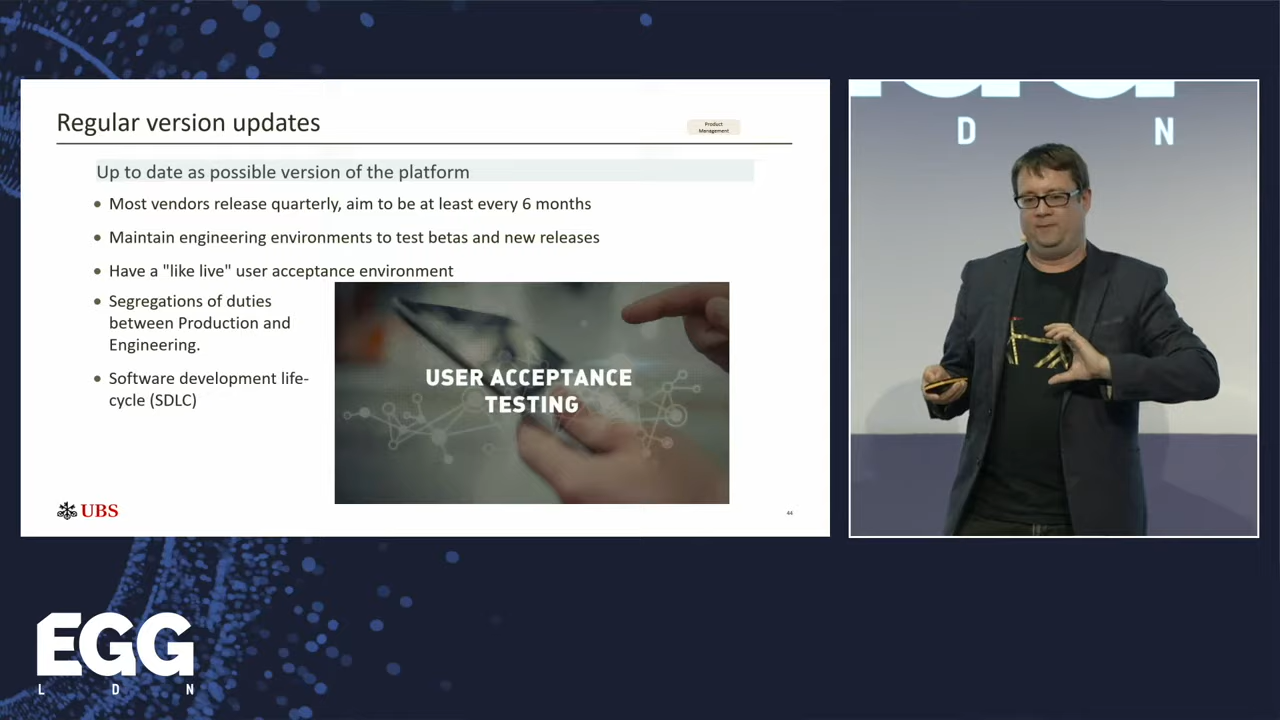 Regular version updates
Product
Management
Up to date as possible version of the platform
• Most vendors release quarterly, aim to be at least every 6 months
• Maintain engineering environments to test betas and new releases
• Have a "like live" user acceptance environment
• Segregations of duties
between Production and
Engineering.
• Software development life-
cycle (SDLC)
USER ACCEPTANCE
TESTING
UBS
44
D N
EGG
L D N